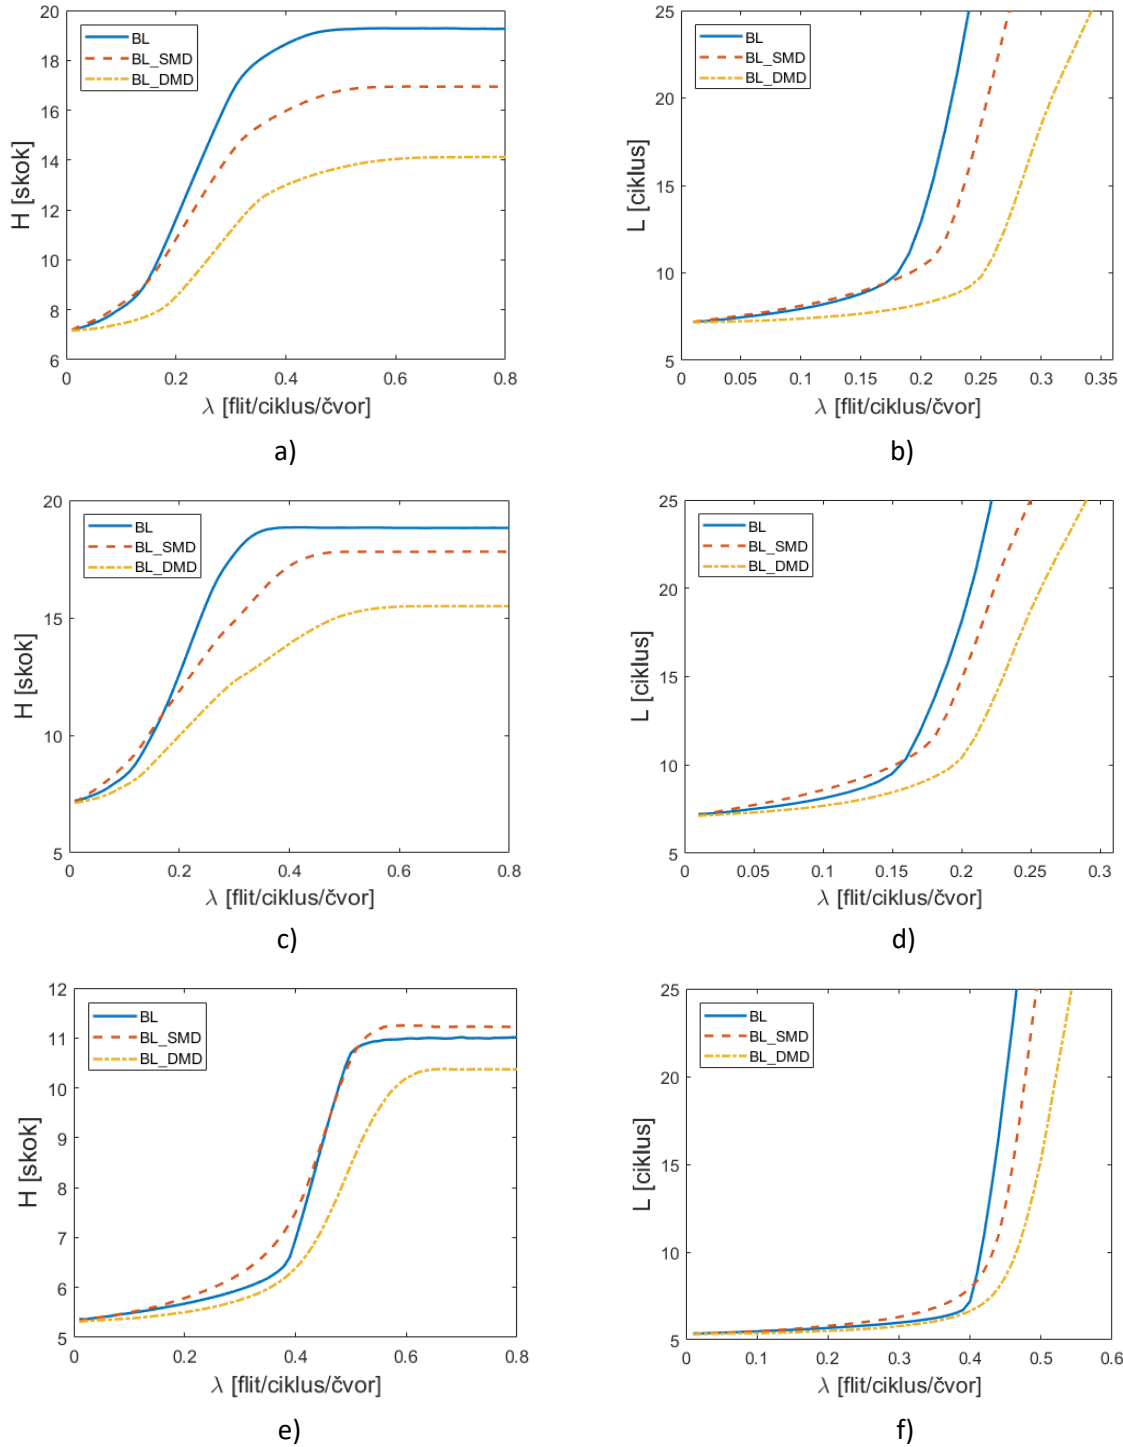 20
18
16
14
12
10
8
6
H [skok]
BL
BL_SMD
BL_DMD
0 0.2 0.4 0.6 0.8
λ [flit/ciklus/čvor]
a)
25
20
15
10
5
L [ciklus]
BL
BL_SMD
BL_DMD
0 0.05 0.1 0.15 0.2 0.25 0.3 0.35
λ [flit/ciklus/čvor]
b)
20
15
10
5
H [skok]
BL
BL_SMD
BL_DMD
0 0.2 0.4 0.6 0.8
λ [flit/ciklus/čvor]
c)
25
20
15
10
5
L [ciklus]
BL
BL_SMD
BL_DMD
0 0.05 0.1 0.15 0.2 0.25 0.3
λ [flit/ciklus/čvor]
d)
12
11
10
9
8
7
6
5
H [skok]
BL
BL_SMD
BL_DMD
0 0.2 0.4 0.6 0.8
λ [flit/ciklus/čvor]
e)
25
20
15
10
5
L [ciklus]
BL
BL_SMD
BL_DMD
0 0.1 0.2 0.3 0.4 0.5 0.6
λ [flit/ciklus/čvor]
f)